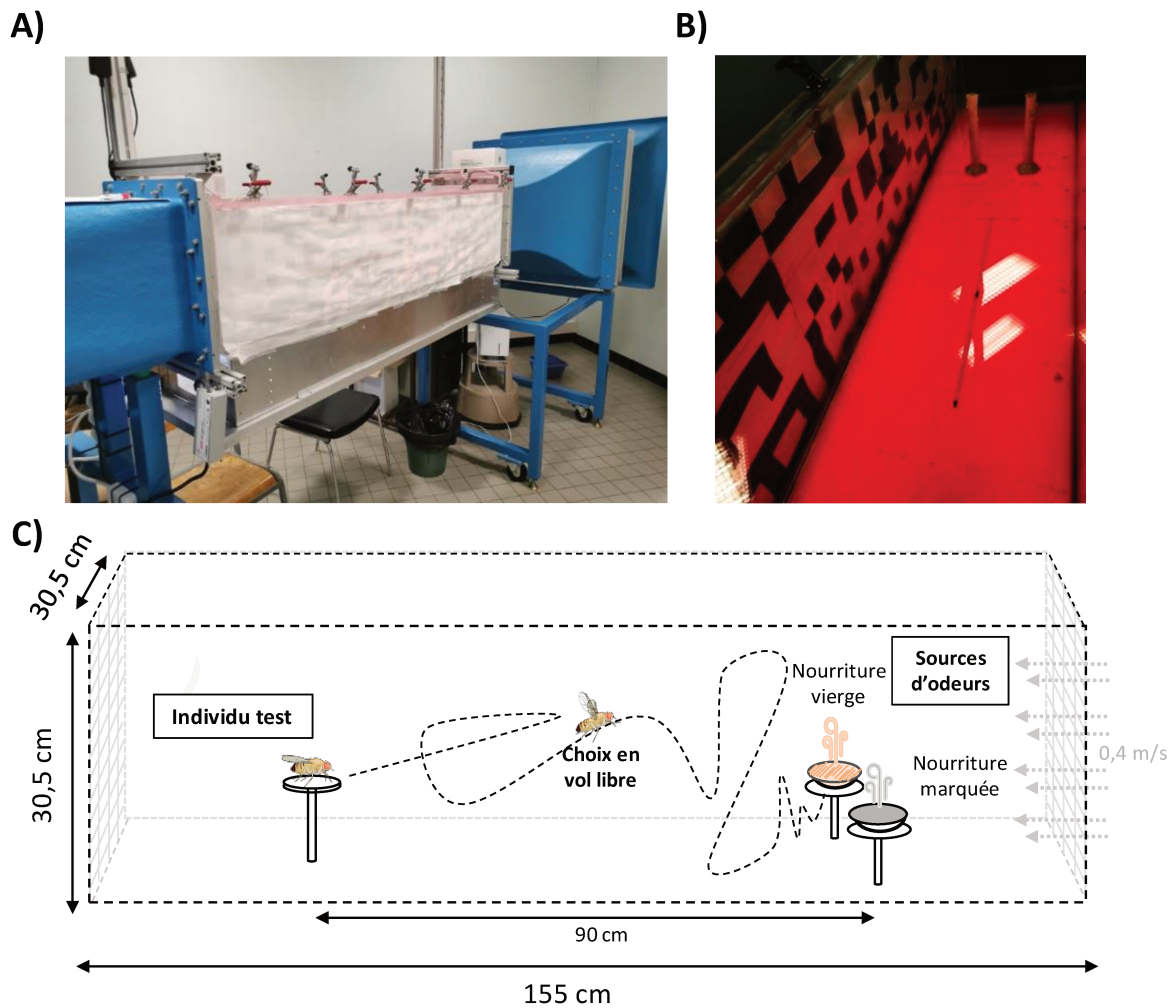 A)
B)
C)
30,5 cm
30,5 cm
Individu test
Choix en
vol libre
Nourriture
vierge
Sources
d'odeurs
Nourriture
marquée
0,4 m/s
90 cm
155 cm